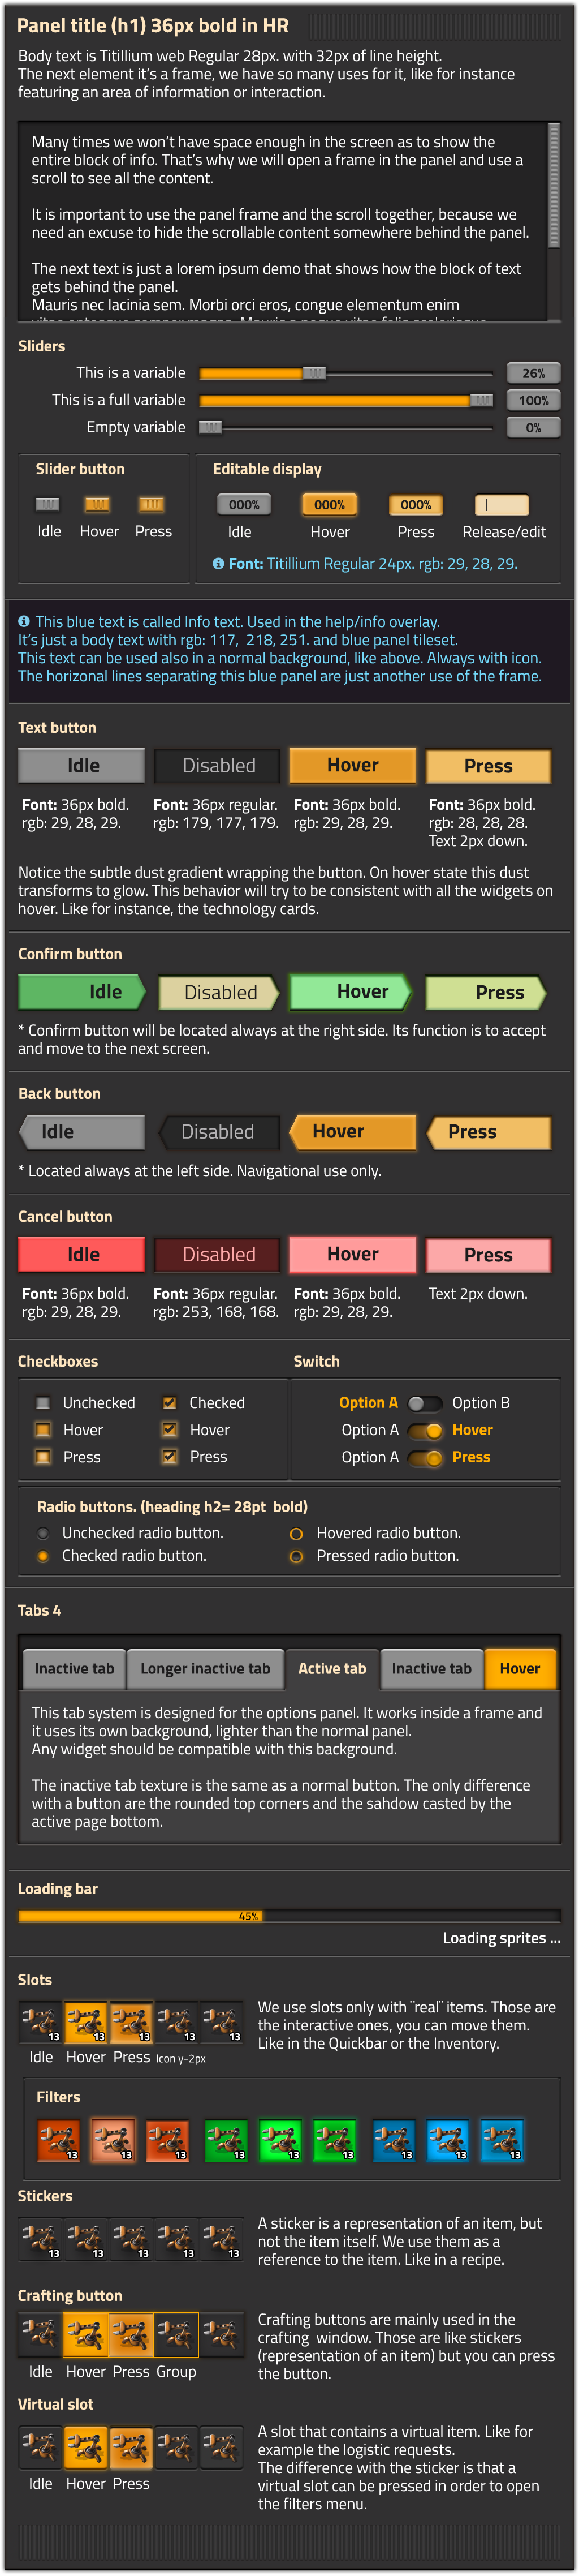 Panel title (h1) 36px bold in HR
Body text is Titillium web Regular 28px. with 32px of line height.
The next element it's a frame, we have so many uses for it, like for instance
featuring an area of information or interaction.
Many times we won't have space enough in the screen as to show the
entire block of info. That's why we will open a frame in the panel and use a
scroll to see all the content.
It is important to use the panel frame and the scroll together, because we
need an excuse to hide the scrollable content somewhere behind the panel.
The next text is just a lorem ipsum demo that shows how the block of text
gets behind the panel.
Mauris nec lacinia sem. Morbi orci eros, congue elementum enim
Sliders
This is a variable 26%
This is a full variable 100%
Empty variable 0%
Slider button
Idle Hover Press
Editable display
000% 000% 000%
Idle Hover Press Release/edit
Font: Titillium Regular 24px. rgb: 29, 28, 29.
This blue text is called Info text. Used in the help/info overlay.
It's just a body text with rgb: 117, 218, 251. and blue panel tileset.
This text can be used also in a normal background, like above. Always with icon.
The horizonal lines separating this blue panel are just another use of the frame.
Text button
Idle Disabled Hover Press
Font: 36px bold. Font: 36px regular. Font: 36px bold. Font: 36px bold.
rgb: 29, 28, 29. rgb: 179, 177, 179. rgb: 29, 28, 29. rgb: 28, 28, 28.
Text 2px down.
Notice the subtle dust gradient wrapping the button. On hover state this dust
transforms to glow. This behavior will try to be consistent with all the widgets on
hover. Like for instance, the technology cards.
Confirm button
Idle Disabled Hover Press
* Confirm button will be located always at the right side. Its function is to accept
and move to the next screen.
Back button
Idle Disabled Hover Press
* Located always at the left side. Navigational use only.
Cancel button
Idle Disabled Hover Press
Font: 36px bold. Font: 36px regular. Font: 36px bold. Text 2px down.
rgb: 29, 28, 29. rgb: 253, 168, 168. rgb: 29, 28, 29.
Checkboxes
Unchecked Checked
Hover Hover
Press Press
Switch
Option A Option B
Option A Hover
Option A Press
Radio buttons. (heading h2= 28pt bold)
Unchecked radio button. Hovered radio button.
Checked radio button. Pressed radio button.
Tabs 4
Inactive tab Longer inactive tab Active tab Inactive tab Hover
This tab system is designed for the options panel. It works inside a frame and
it uses its own background, lighter than the normal panel.
Any widget should be compatible with this background.
The inactive tab texture is the same as a normal button. The only difference
with a button are the rounded top corners and the sahdow casted by the
active page bottom.
Loading bar
45%
Loading sprites ...
Slots
13 13 13 13 13
Idle Hover Press Icon y-2px
We use slots only with ¨real¨ items. Those are
the interactive ones, you can move them.
Like in the Quickbar or the Inventory.
Filters
13 13 13 13 13 13 13 13 13
Stickers
13 13 13 13 13
A sticker is a representation of an item, but
not the item itself. We use them as a
reference to the item. Like in a recipe.
Crafting button
Idle Hover Press Group
Crafting buttons are mainly used in the
crafting window. Those are like stickers
(representation of an item) but you can press
the button.
Virtual slot
Idle Hover Press
A slot that contains a virtual item. Like for
example the logistic requests.
The difference with the sticker is that a
virtual slot can be pressed in order to open
the filters menu.